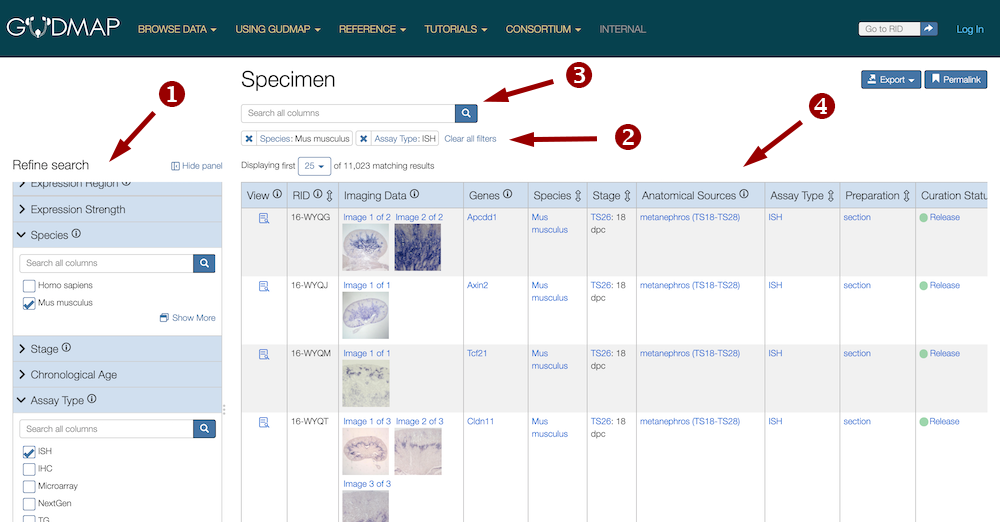 GUDMAP
BROWSE DATA USING GUDMAP REFERENCE TUTORIALS CONSORTIUM INTERNAL
Go to RID
Log In
1
Refine search
Hide panel
Expression Region
Expression Strength
Species
Search all columns
Homo sapiens
Mus musculus
Show More
Stage
Chronological Age
Assay Type
Search all columns
ISH
IHC
Microarray
NextGen
TG
Specimen
3
Export
Permalink
Search all columns
Species: Mus musculus
Assay Type: ISH
Clear all filters
2
4
Displaying first 25 of 11,023 matching results
View RID Imaging Data Genes Species Stage Anatomical Sources Assay Type Preparation Curation Statu
16-WYQG Image 1 of 2 Image 2 of 2 Apcdd1 Mus TS26: 18 metanephros (TS18-TS28) ISH section Release
musculus dpc
16-WYQJ Image 1 of 1 Axin2 Mus TS26: 18 metanephros (TS18-TS28) ISH section Release
musculus dpc
16-WYQM Image 1 of 1 Tcf21 Mus TS26: 18 metanephros (TS18-TS28) ISH section Release
musculus dpc
16-WYQT Image 1 of 3 Image 2 of 3 Cldn11 Mus TS26: 18 metanephros (TS18-TS28) ISH section Release
musculus dpc
Image 3 of 3